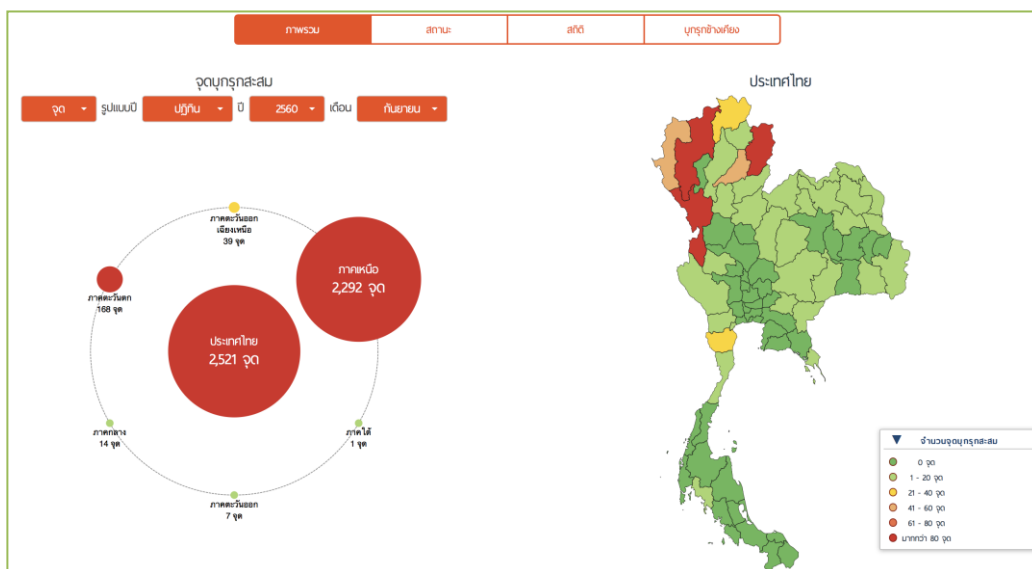 ภาพรวม สถานะ สถิติ บุกรุกข้างเคียง
จุดบุกรุกสะสม
จุด รูปแบบปี ปฏิทิน ปี 2560 เดือน กันยายน
ประเทศไทย
ภาคตะวันออก
เฉียงเหนือ
39 จุด
ภาคเหนือ
2,292 จุด
ภาคตะวันตก
168 จุด
ประเทศไทย
2,521 จุด
ภาคกลาง
14 จุด
ภาคใต้
1 จุด
ภาคตะวันออก
7 จุด
จำนวนจุดบุกรุกสะสม
0 จุด
1 - 20 จุด
21 - 40 จุด
41 - 60 จุด
61 - 80 จุด
มากกว่า 80 จุด